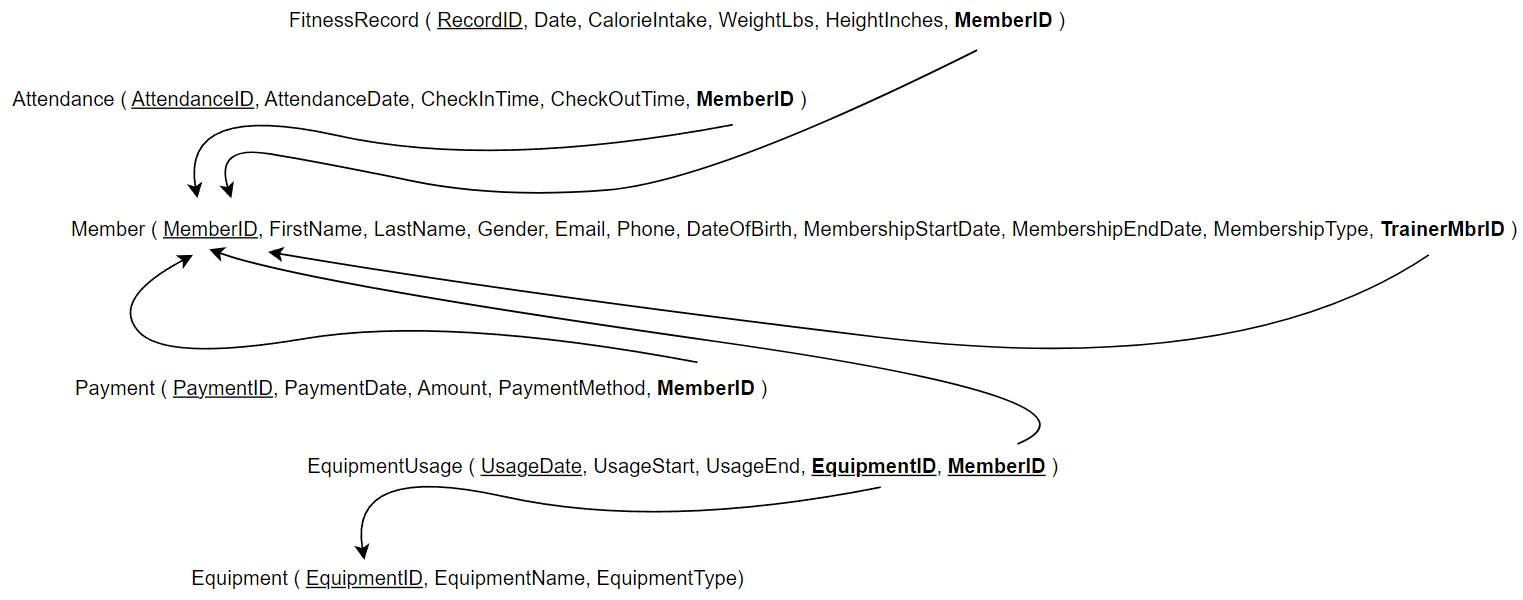 FitnessRecord ( RecordID, Date, CalorieIntake, WeightLbs, HeightInches, MemberID )
Attendance ( AttendanceID, AttendanceDate, CheckInTime, CheckOutTime, MemberID )
Member ( MemberID, FirstName, LastName, Gender, Email, Phone, DateOfBirth, MembershipStartDate, MembershipEndDate, MembershipType, TrainerMbrID )
Payment ( PaymentID, PaymentDate, Amount, PaymentMethod, MemberID )
EquipmentUsage ( UsageDate, UsageStart, UsageEnd, EquipmentID, MemberID )
Equipment ( EquipmentID, EquipmentName, EquipmentType)